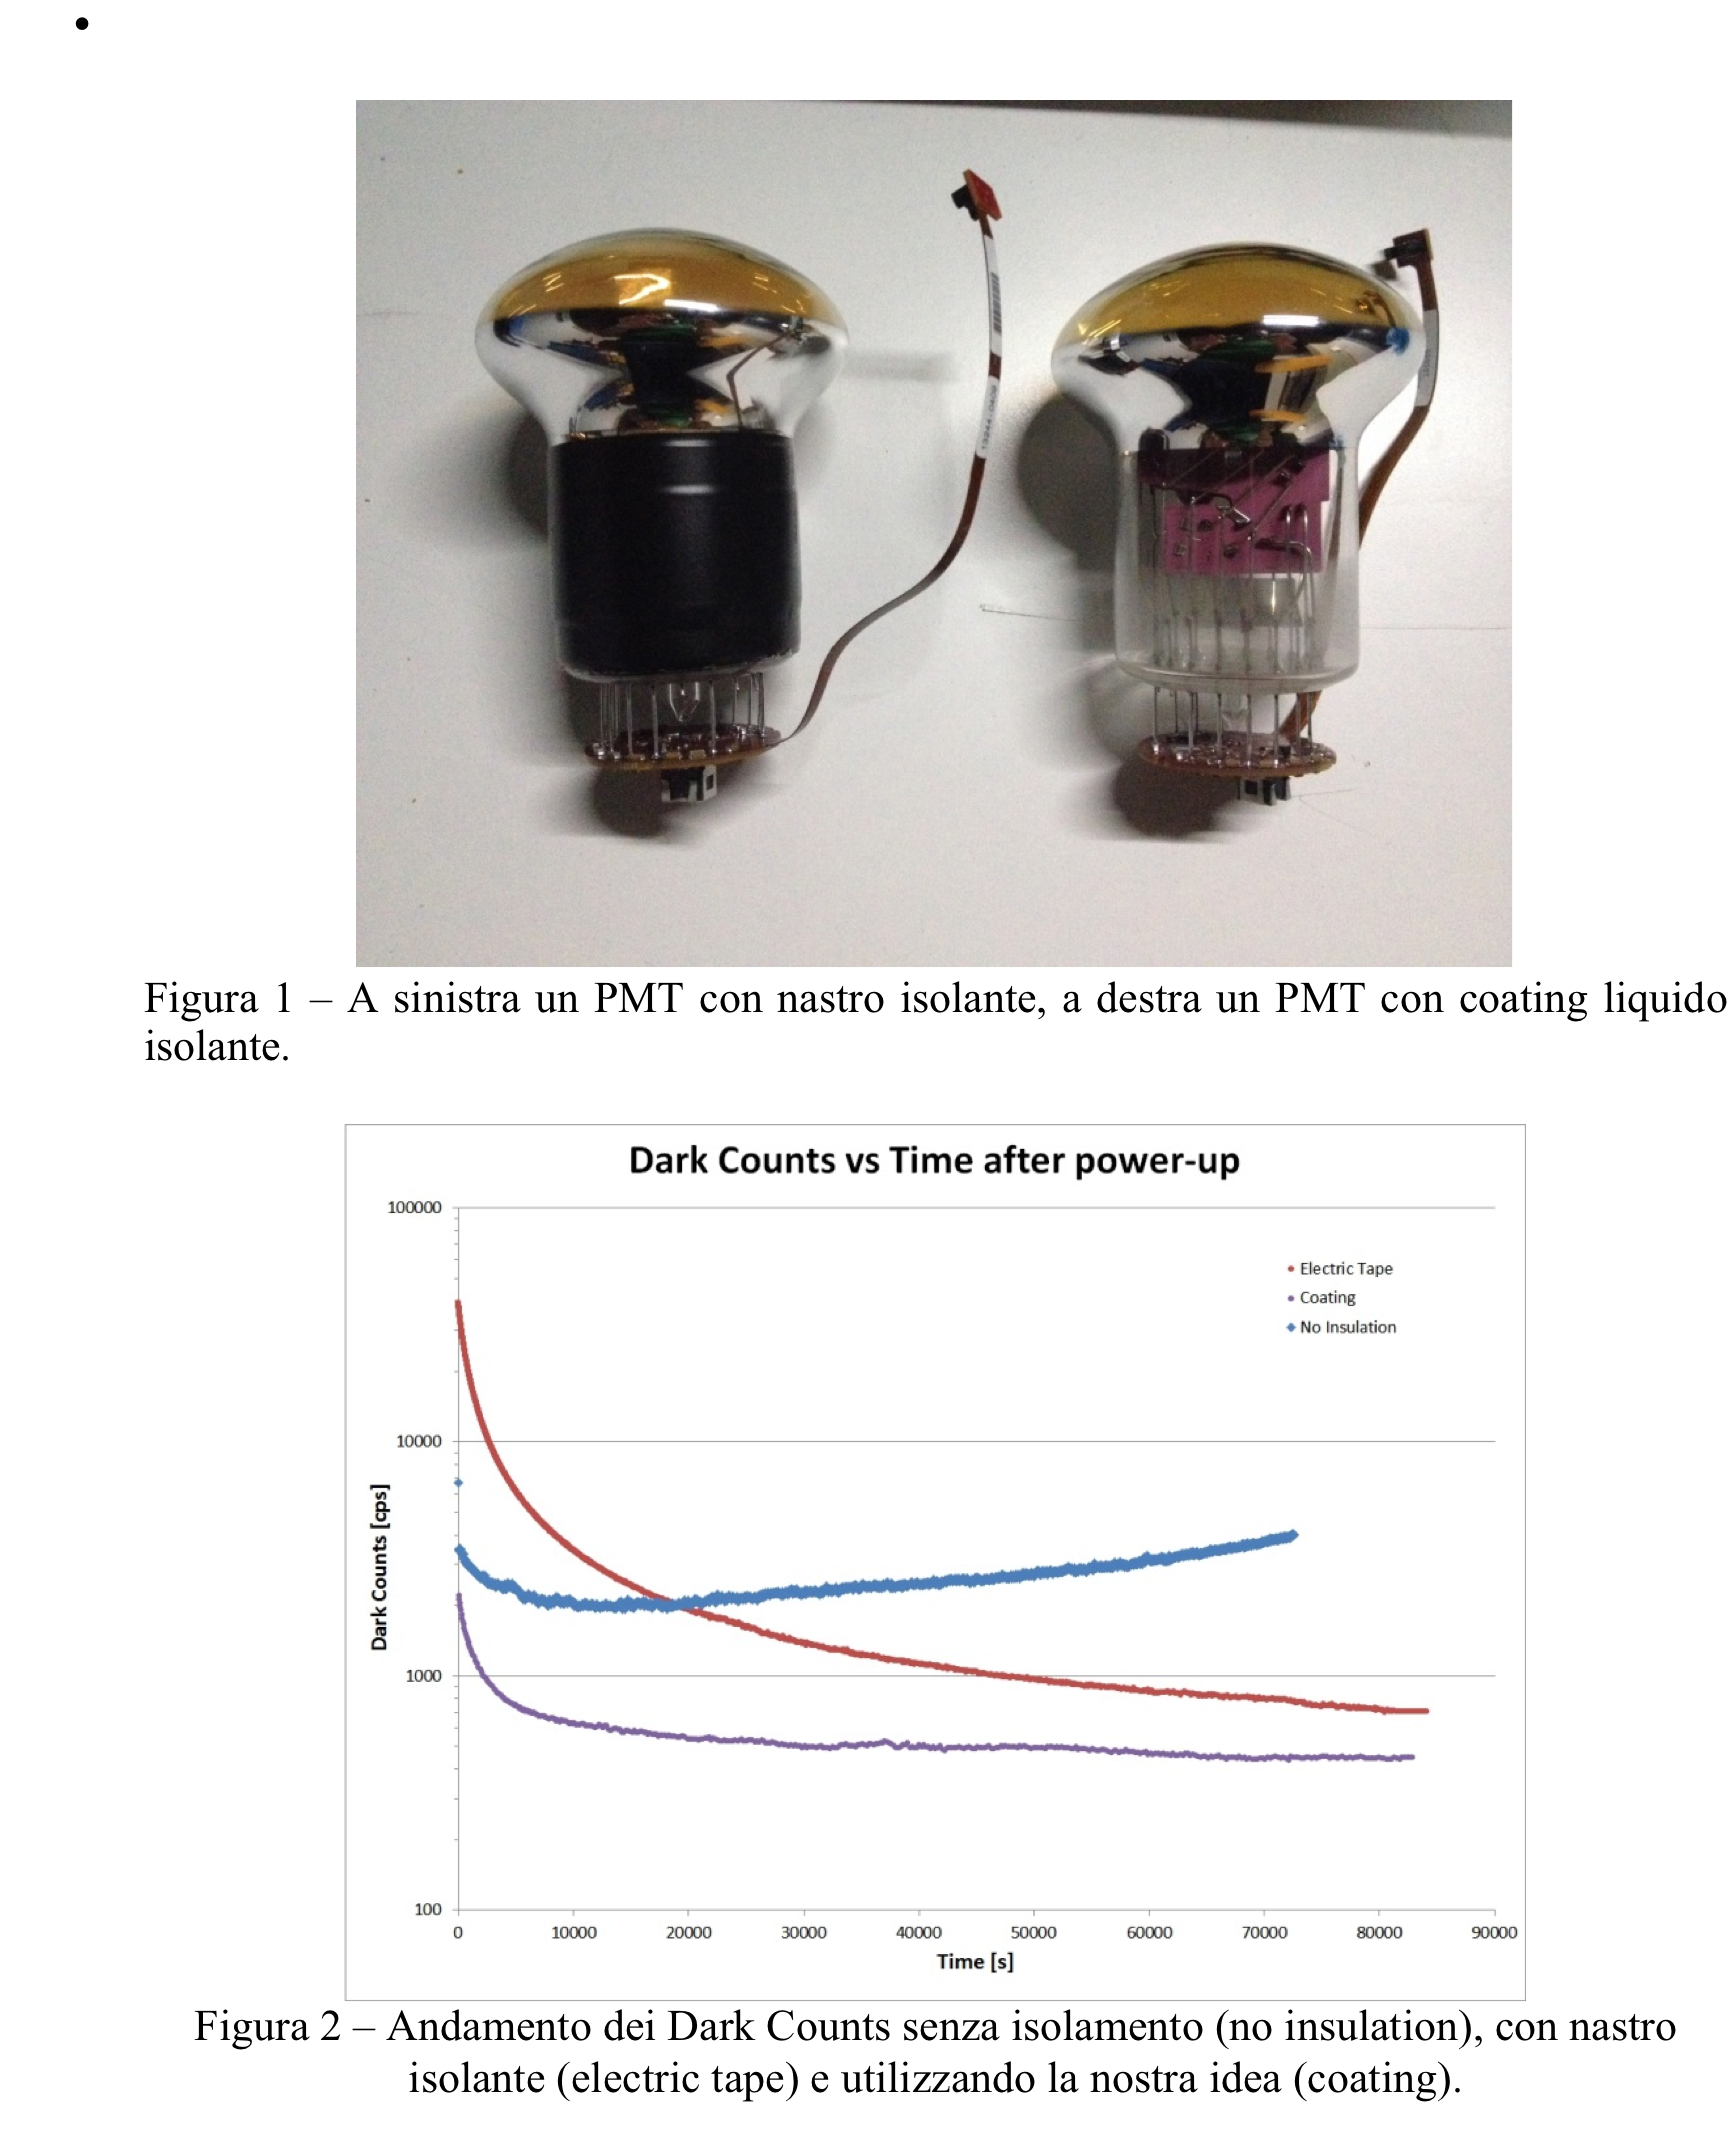 •
Figura 1 – A sinistra un PMT con nastro isolante, a destra un PMT con coating liquido
isolante.
Dark Counts vs Time after power-up
100000
10000
1000
100
Dark Counts [cps]
Electric Tape
Coating
No Insulation
0 10000 20000 30000 40000 50000 60000 70000 80000 90000
Time [s]
Figura 2 – Andamento dei Dark Counts senza isolamento (no insulation), con nastro
isolante (electric tape) e utilizzando la nostra idea (coating).